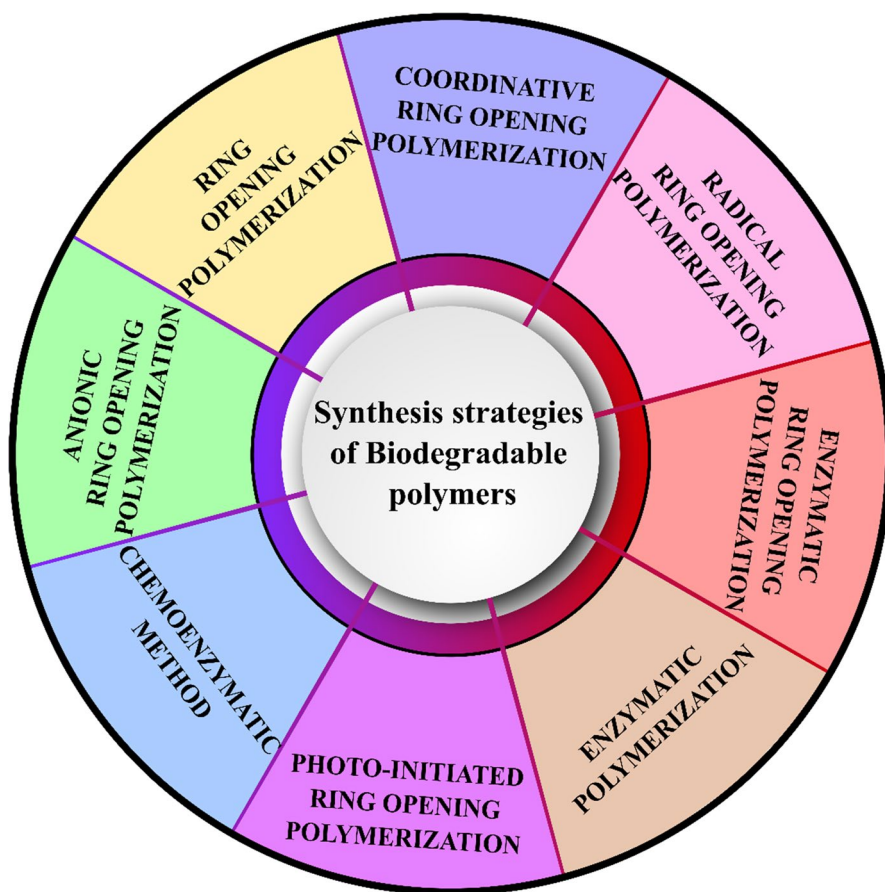 COORDINATIVE
RING OPENING
POLYMERIZATION
RADICAL
RING OPENING
POLYMERIZATION
ENZYMATIC
RING OPENING
POLYMERIZATION
ENZYMATIC
POLYMERIZATION
PHOTO-INITIATED
RING OPENING
POLYMERIZATION
CHEMOENZYMATIC
METHOD
ANIONIC
RING OPENING
POLYMERIZATION
RING
OPENING
POLYMERIZATION
Synthesis strategies
of Biodegradable
polymers